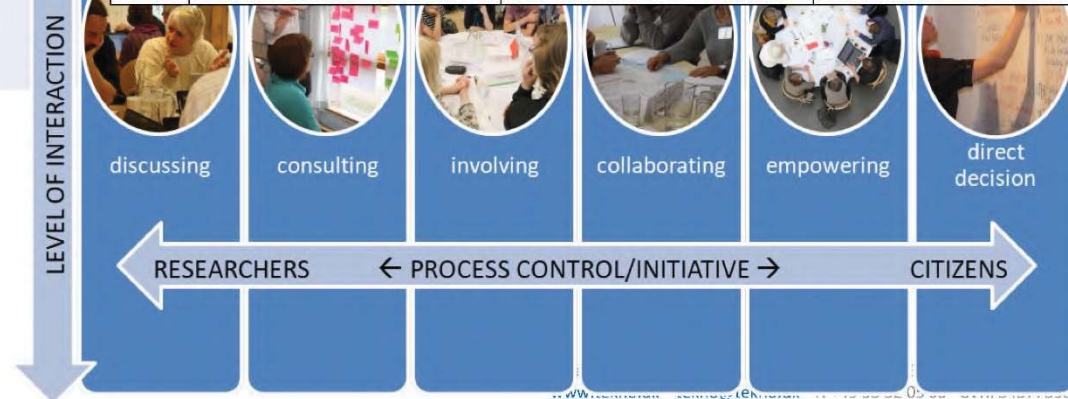 LEVEL OF INTERACTION
discussing
consulting
involving
collaborating
empowering
direct
decision
RESEARCHERS ← PROCESS CONTROL/INITIATIVE → CITIZENS